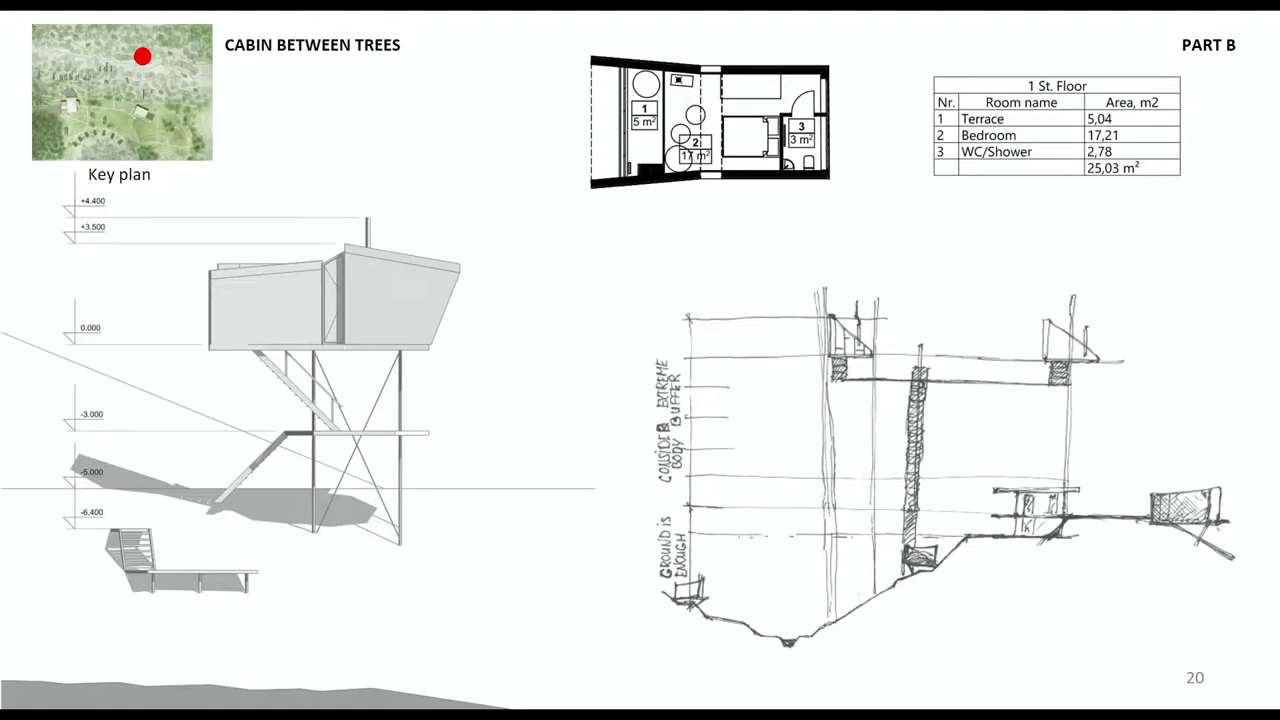 CABIN BETWEEN TREES
PART B
Key plan
1 St. Floor
Nr. Room name Area, m2
1 Terrace 5,04
2 Bedroom 17,21
3 WC/Shower 2,78
25,03 m²
1
5 m²
2
17 m²
3
3 m²
+4.400
+3.500
0.000
-3.000
-5.000
-6,400
CONSIDER EXTREME
BODY BUFFER
GROUND IS
ENOUGH
20